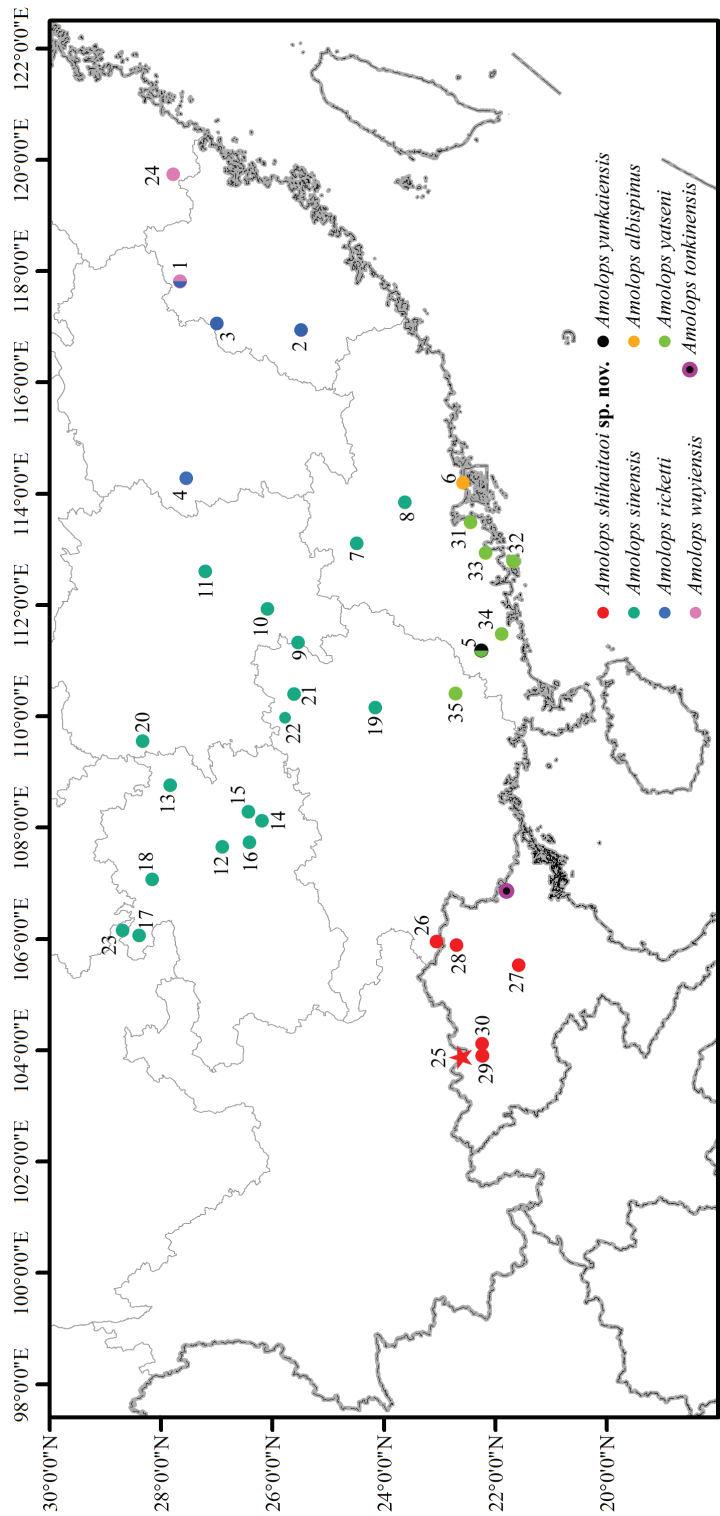 98°0'0"E 100°0'0"E 102°0'0"E 104°0'0"E 106°0'0"E 108°0'0"E 110°0'0"E 112°0'0"E 114°0'0"E 116°0'0"E 118°0'0"E 120°0'0"E 122°0'0"E
30°0'0"N
28°0'0"N
26°0'0"N
24°0'0"N
22°0'0"N
20°0'0"N
23
17
18
20
13
12
16
15
14
11
10
9
21
22
19
4
24
1
3
2
7
8
6
31
33
32
34
5
35
26
28
27
25
30
29
Amolops shihaitaoi sp. nov.
Amolops sinensis
Amolops ricketti
Amolops wuyiensis
Amolops yunkaiensis
Amolops albispinus
Amolops yatseni
Amolops tonkinensis